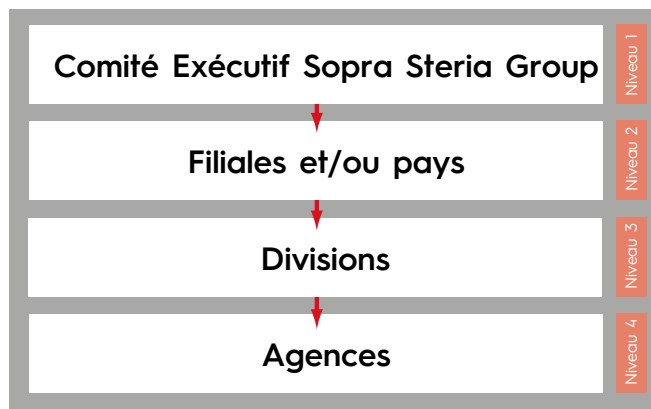 Comité Exécutif Sopra Steria Group
Niveau 1
Filiales et/ou pays
Niveau 2
Divisions
Niveau 3
Agences
Niveau 4